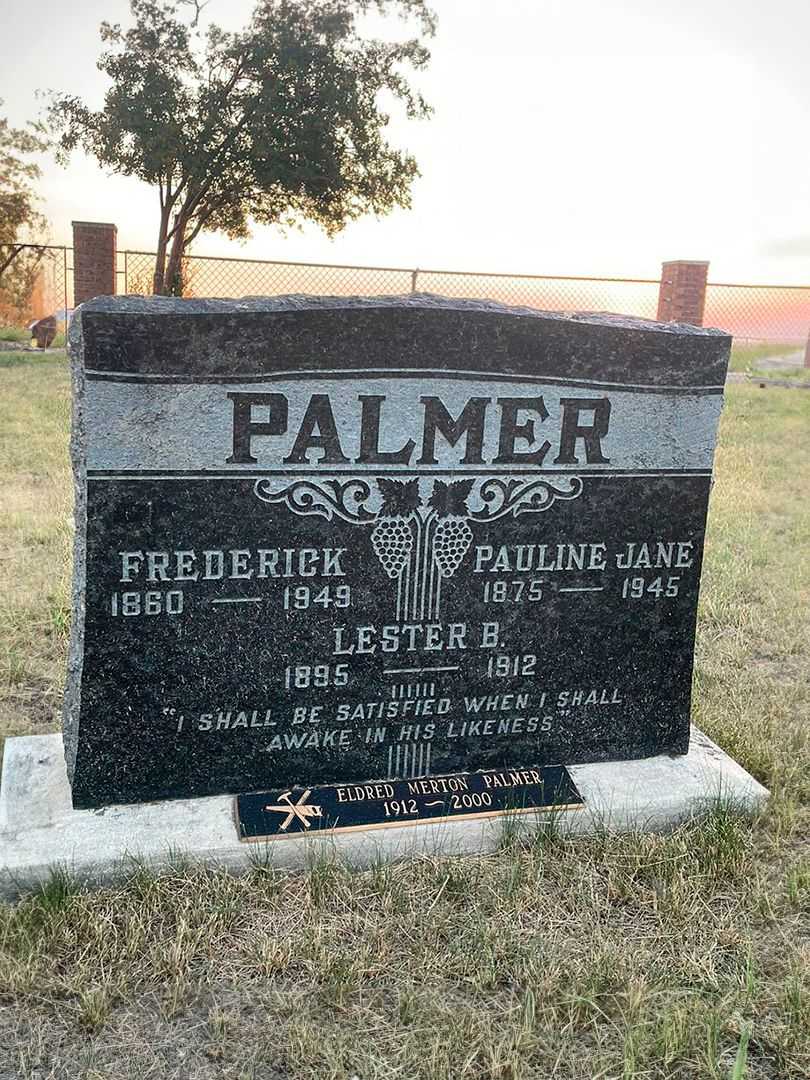 PALMER
FREDERICK
1860 — 1949
PAULINE JANE
1875 — 1945
LESTER B.
1895 — 1912
"I SHALL BE SATISFIED WHEN I SHALL
AWAKE IN HIS LIKENESS"
ELDRED MERTON PALMER
1912 ~ 2000